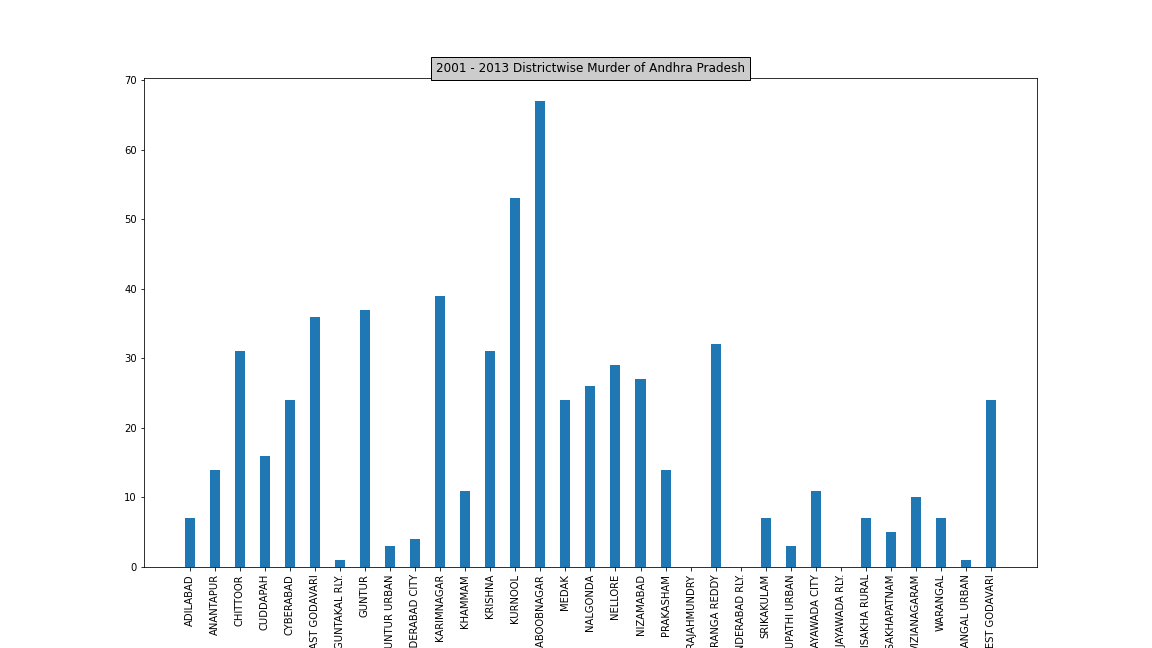 2001 - 2013 Districtwise Murder of Andhra Pradesh
70
60
50
40
30
20
10
0
ADILABAD
ANANTAPUR
CHITTOOR
CUDDAPAH
CYBERABAD
AST GODAVARI
GUNTAKAL RLY.
GUNTUR
UNTUR URBAN
DERABAD CITY
KARIMNAGAR
KHAMMAM
KRISHNA
KURNOOL
ABOOBNAGAR
MEDAK
NALGONDA
NELLORE
NIZAMABAD
PRAKASHAM
RAJAHMUNDRY
RANGA REDDY
NDERABAD RLY.
SRIKAKULAM
UPATHI URBAN
AYAWADA CITY
JAYAWADA RLY.
ISAKHA RURAL
SAKHAPATNAM
IZIANAGARAM
WARANGAL
ANGAL URBAN
EST GODAVARI